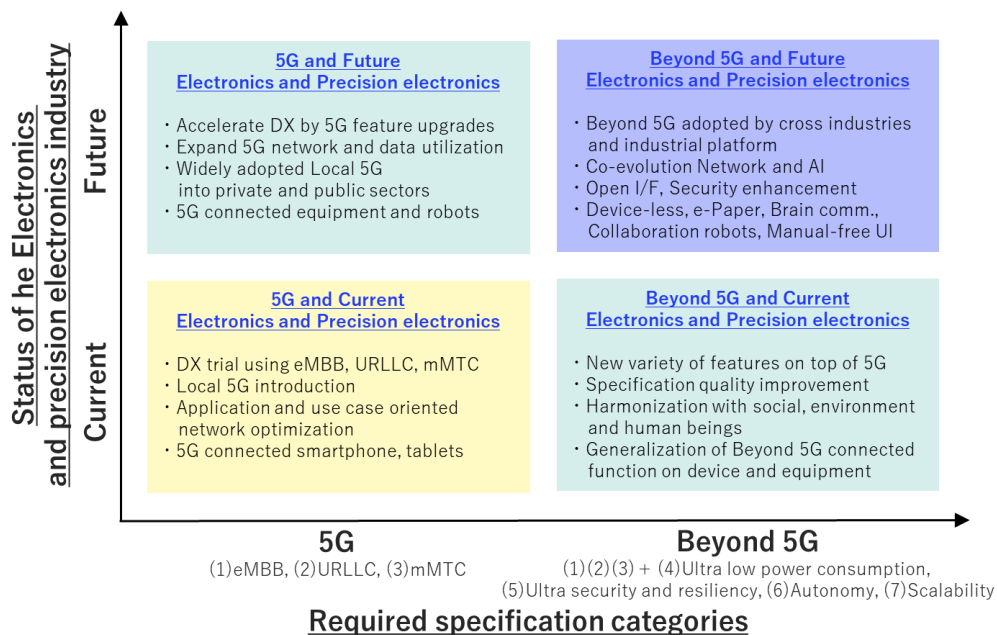 Status of he Electronics
and precision electronics industry
Future
Current
5G and Future
Electronics and Precision electronics
・Accelerate DX by 5G feature upgrades
・Expand 5G network and data utilization
・Widely adopted Local 5G
into private and public sectors
・5G connected equipment and robots
Beyond 5G and Future
Electronics and Precision electronics
・Beyond 5G adopted by cross industries
and industrial platform
・Co-evolution Network and AI
・Open I/F, Security enhancement
・Device-less, e-Paper, Brain comm.,
Collaboration robots, Manual-free UI
5G and Current
Electronics and Precision electronics
・DX trial using eMBB, URLLC, mMTC
・Local 5G introduction
・Application and use case oriented
network optimization
・5G connected smartphone, tablets
Beyond 5G and Current
Electronics and Precision electronics
・New variety of features on top of 5G
・Specification quality improvement
・Harmonization with social, environment
and human beings
・Generalization of Beyond 5G connected
function on device and equipment
5G
(1)eMBB, (2)URLLC, (3)mMTC
Beyond 5G
(1)(2)(3) + (4)Ultra low power consumption,
(5)Ultra security and resiliency, (6)Autonomy, (7)Scalability
Required specification categories